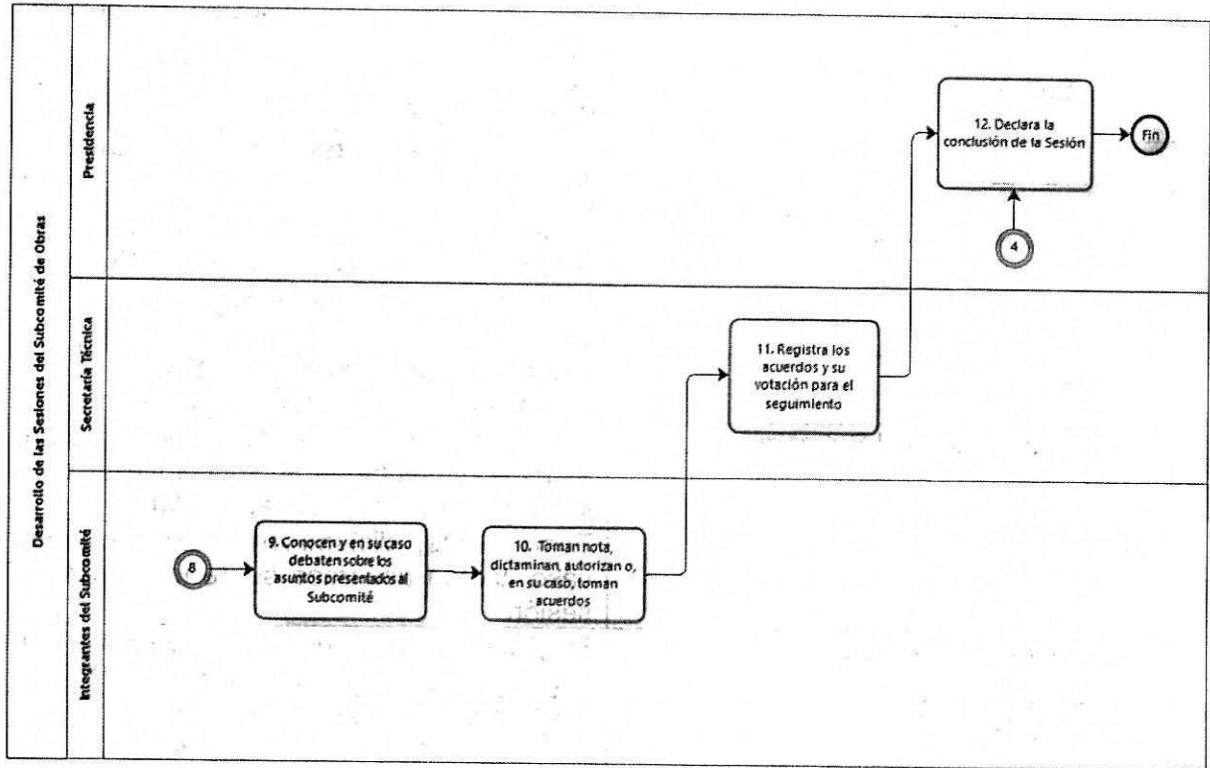 Desarrollo de las Sesiones del Subcomité de Obras
Presidencia
12. Declara la
conclusión de la Sesión
Fin
4
Secretaría Técnica
11. Registra los
acuerdos y su
votación para el
seguimiento
Integrantes del Subcomité
8
9. Conocen y en su caso
debaten sobre los
asuntos presentados al
Subcomité
10. Toman nota,
dictaminan, autorizan o,
en su caso, toman
acuerdos